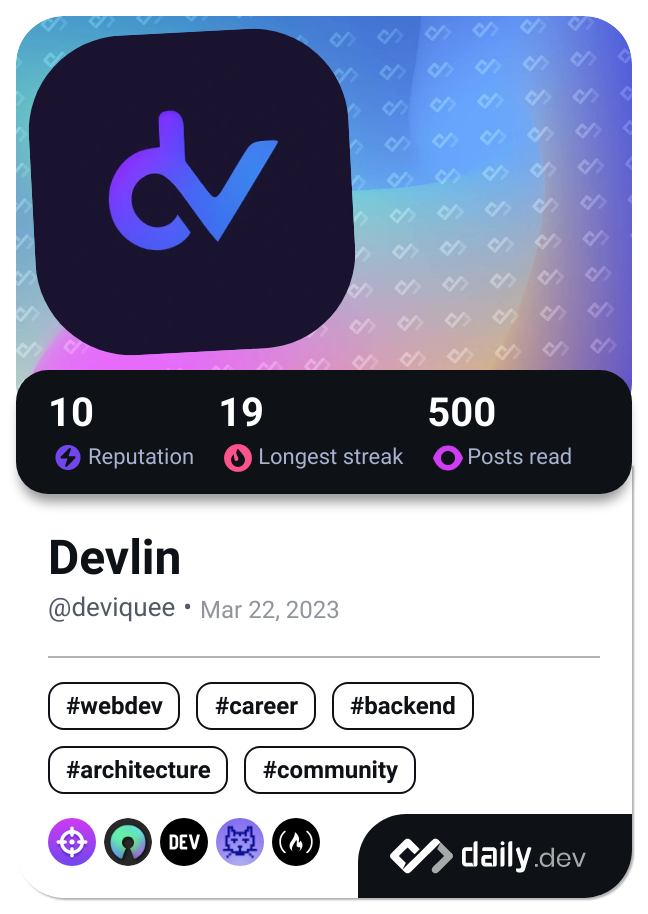 dv
10 19 500
Reputation Longest streak Posts read
Devlin
@deviquee • Mar 22, 2023
#webdev #career #backend
#architecture #community
DEV
daily.dev